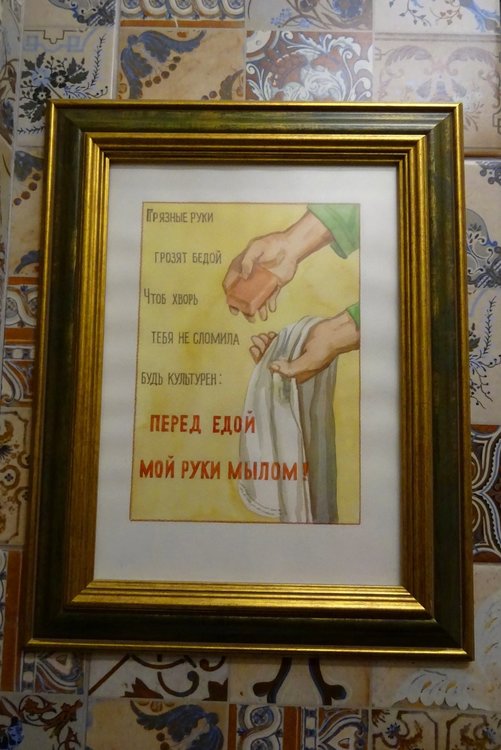 Грязные руки
грозят бедой
Чтоб хворь
тебя не сломила
будь культурен:
ПЕРЕД ЕДОЙ
МОЙ РУКИ МЫЛОМ!